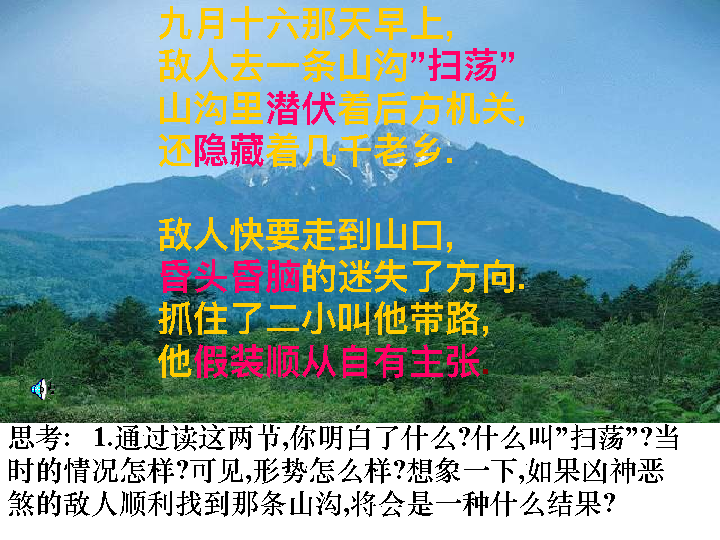 九月十六那天早上,
敌人去一条山沟"扫荡"
山沟里潜伏着后方机关,
还隐藏着几千老乡.
敌人快要走到山口,
昏头昏脑的迷失了方向.
抓住了二小叫他带路,
他假装顺从自有主张.
思考: 1.通过读这两节,你明白了什么?什么叫"扫荡"?当
时的情况怎样?可见,形势怎么样?想象一下,如果凶神恶
煞的敌人顺利找到那条山沟,将会是一种什么结果?